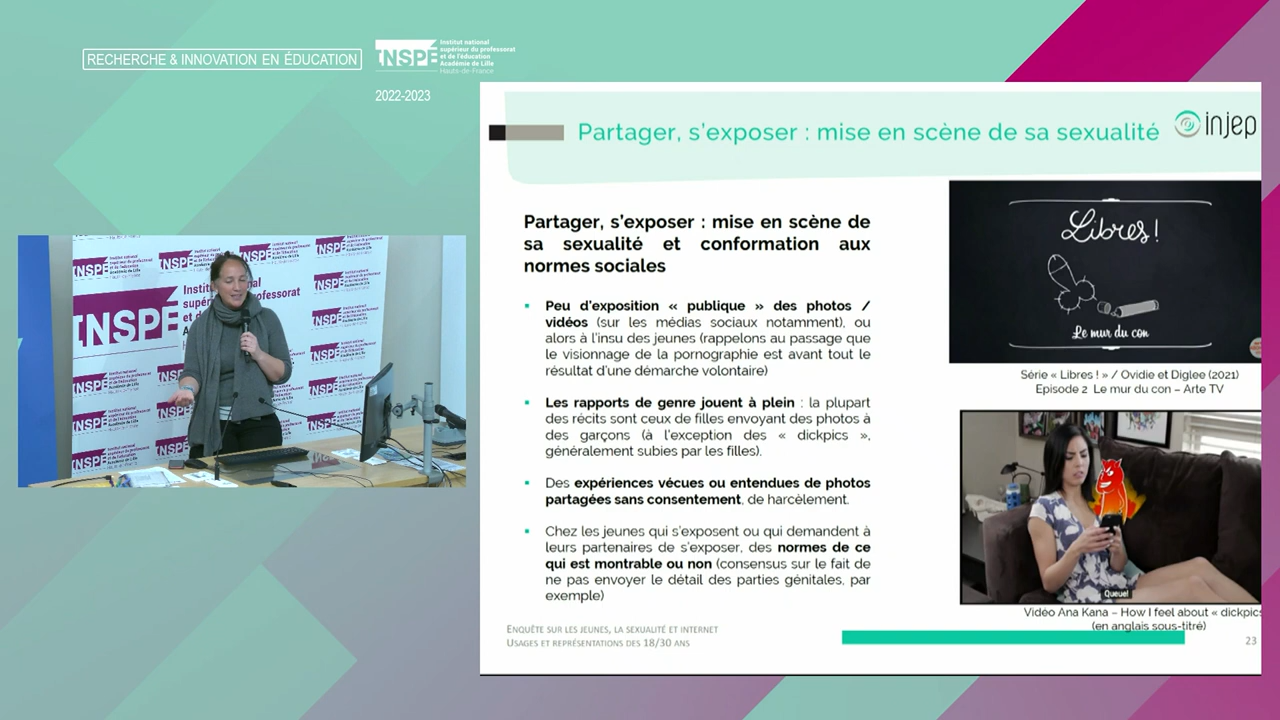 RECHERCHE & INNOVATION EN ÉDUCATION
INSPÉ
Institut national
supérieur du professorat
et de l'éducation
Académie de Lille
Hauts-de-France
2022-2023
Partager, s'exposer : mise en scène de sa sexualité
injep
Partager, s'exposer : mise en scène de
sa sexualité et conformation aux
normes sociales
Peu d'exposition « publique » des photos /
vidéos (sur les médias sociaux notamment), ou
alors à l'insu des jeunes (rappelons au passage que
le visionnage de la pornographie est avant tout le
résultat d'une démarche volontaire)
Les rapports de genre jouent à plein : la plupart
des récits sont ceux de filles envoyant des photos à
des garçons (à l'exception des « dickpics »,
généralement subies par les filles).
Des expériences vécues ou entendues de photos
partagées sans consentement, de harcèlement.
Chez les jeunes qui s'exposent ou qui demandent à
leurs partenaires de s'exposer, des normes de ce
qui est montrable ou non (consensus sur le fait de
ne pas envoyer le détail des parties génitales, par
exemple)
Libres !
Le mur du con
Série « Libres ! » / Ovidie et Diglee (2021)
Episode 2 Le mur du con – Arte TV
Queue!
Vidéo Ana Kana – How I feel about « dickpics
(en anglais sous-titré)
ENQUÊTE SUR LES JEUNES, LA SEXUALITÉ ET INTERNET
USAGES ET REPRÉSENTATIONS DES 18/30 ANS
23